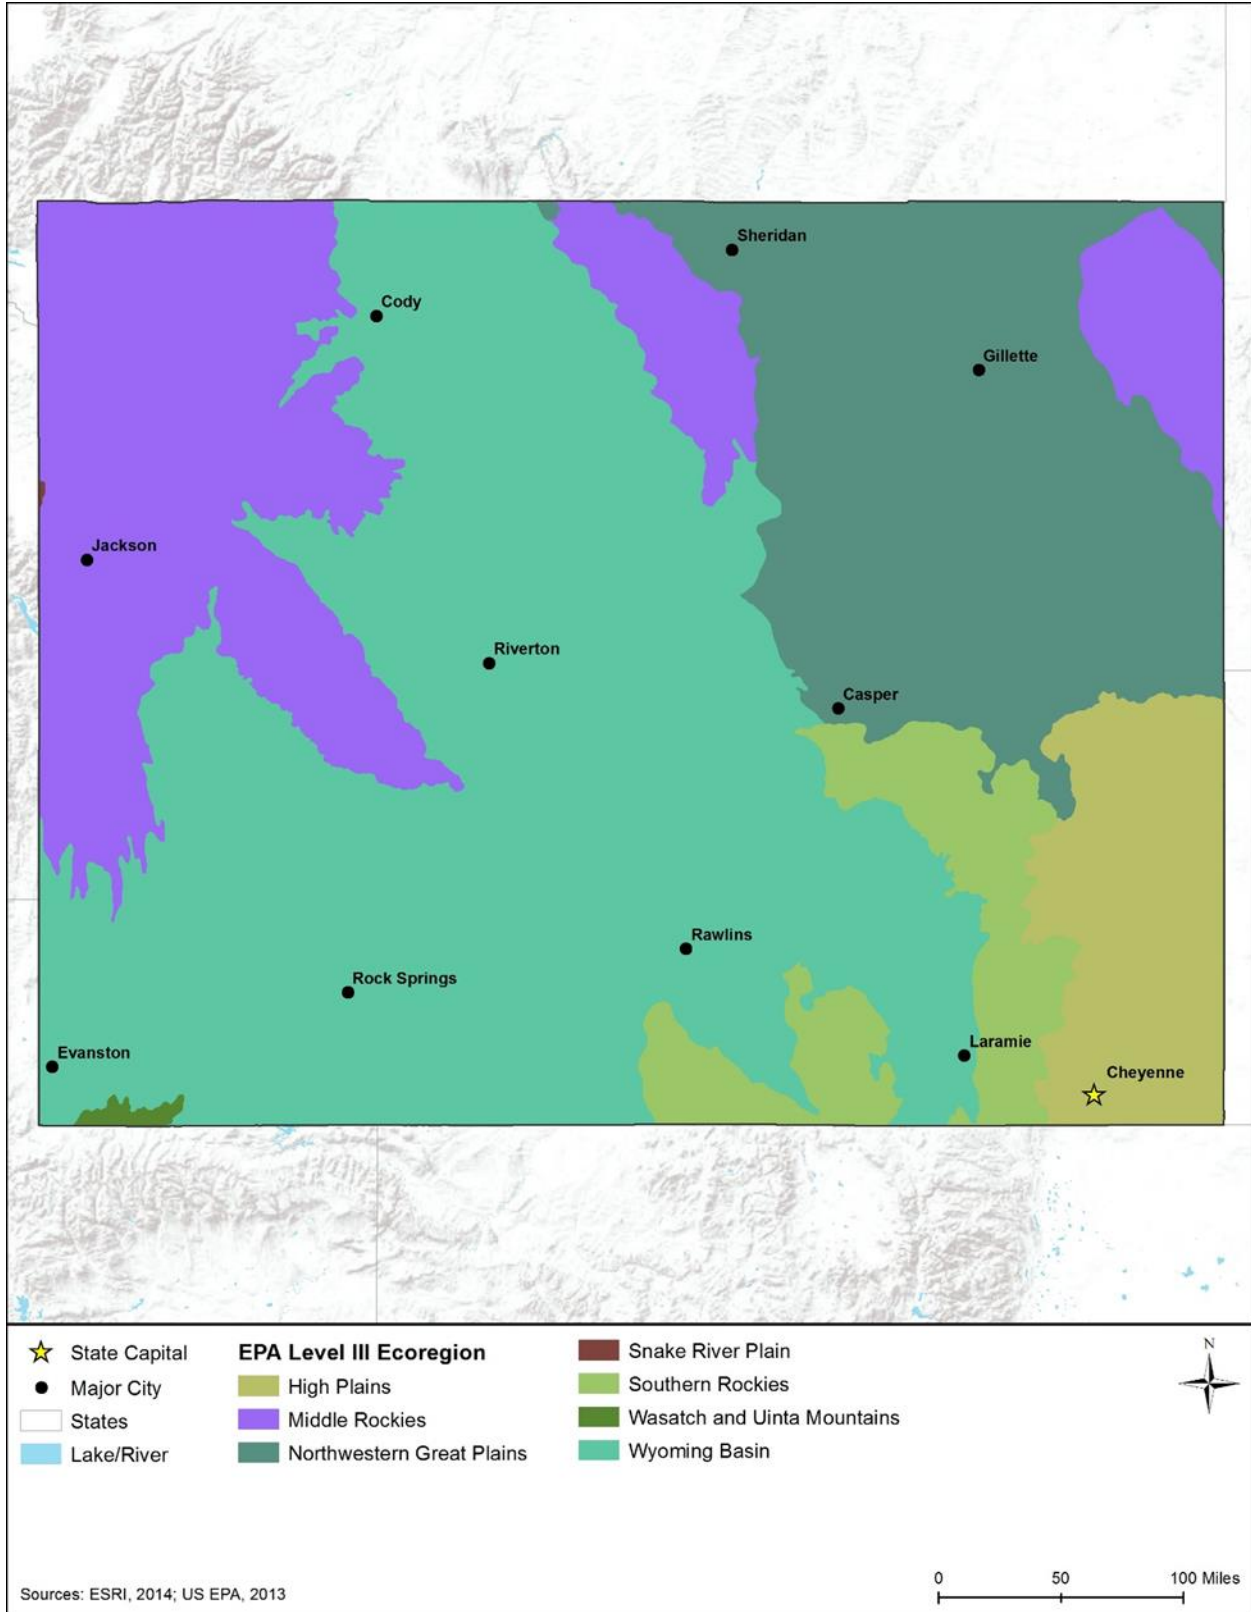 Sheridan
Cody
Gillette
Jackson
Riverton
Casper
Rawlins
Rock Springs
Laramie
Evanston
Cheyenne
State Capital
Major City
States
Lake/River
EPA Level III Ecoregion
High Plains
Middle Rockies
Northwestern Great Plains
Snake River Plain
Southern Rockies
Wasatch and Uinta Mountains
Wyoming Basin
N
0 50 100 Miles
Sources: ESRI, 2014; US EPA, 2013